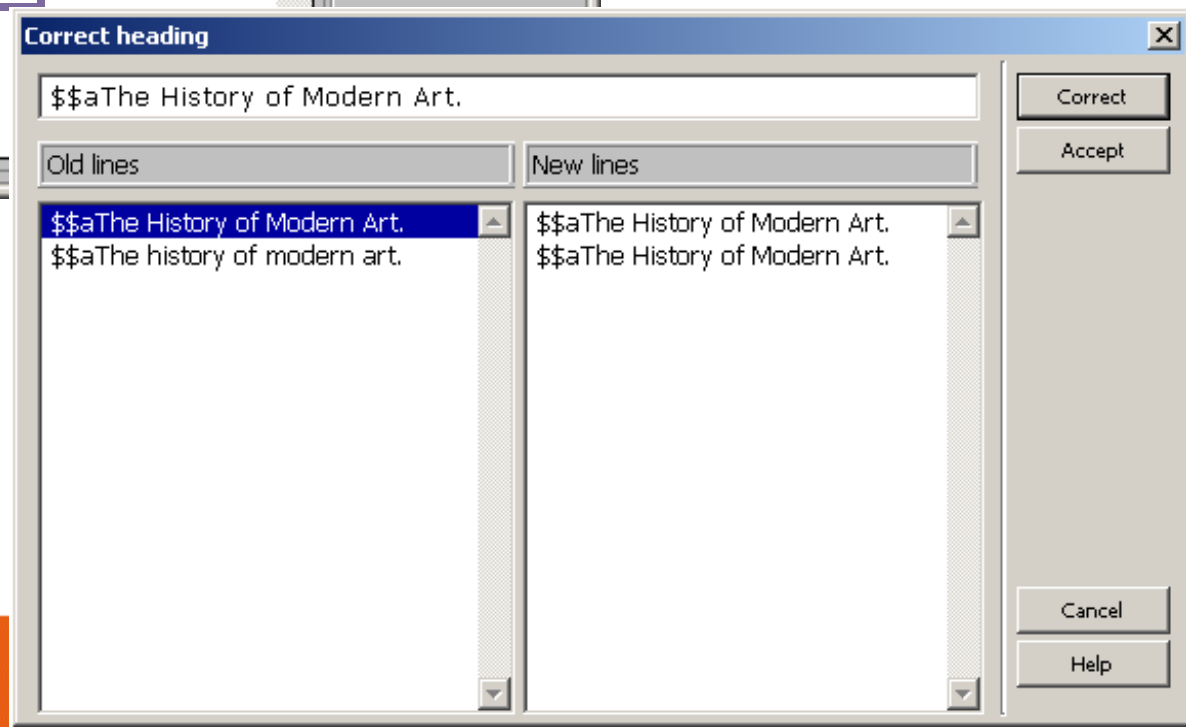 Correct heading
$$aThe History of Modern Art.
Correct
Accept
Old lines
New lines
$$aThe History of Modern Art.
$$aThe history of modern art.
$$aThe History of Modern Art.
$$aThe History of Modern Art.
Cancel
Help